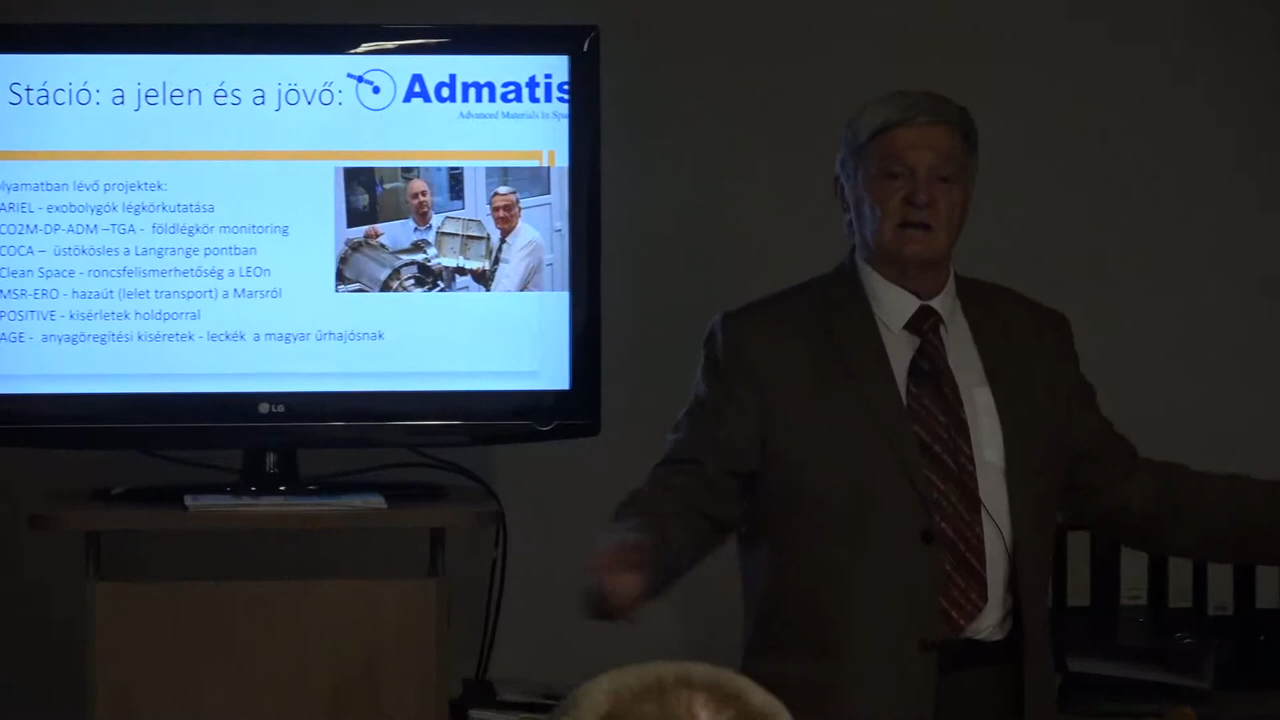 Stáció: a jelen és a jövő:
Admatis
Advanced Materials In Spa
lyamatban lévő projektek:
ARIEL - exobolygók légkörkutatása
CO2M-DP-ADM –TGA - földlégkör monitoring
COCA – üstökösles a Langrange pontban
Clean Space - roncsfelismerhetőség a LEOn
MSR-ERO - hazaút (lelet transport) a Marsról
POSITIVE - kisérletek holdporral
AGE - anyagöregítési kiséretek - leckék a magyar űrhajósnak
LG